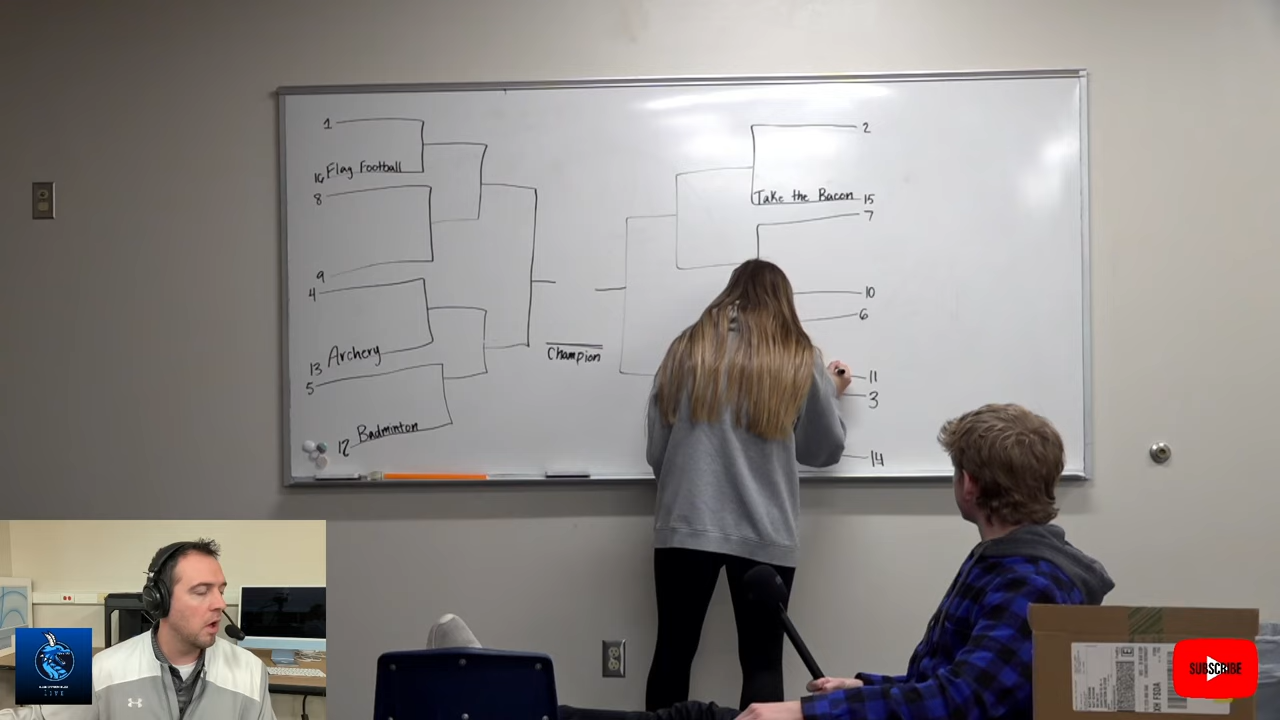 1
16 Flag Football
8
9
4
13 Archery
5
12 Badminton
Champion
2
Take the Bacon 15
7
10
6
11
3
14
SUBSCRIBE